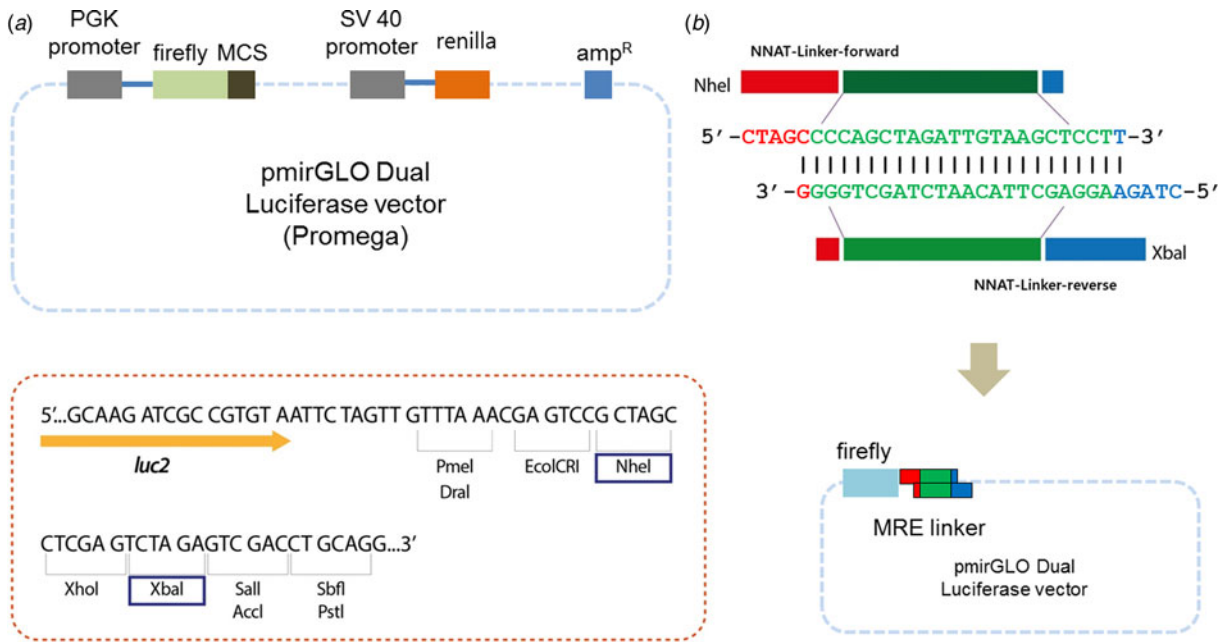 (a)
PGK
promoter
firefly
MCS
SV 40
promoter
renilla
ampR
pmirGLO Dual
Luciferase vector
(Promega)
5'...GCAAG ATCGC CGTGT AATTC TAGTT GTTTA AACGA GTCCG CTAGC
luc2
PmeI
DraI
EcoICRI
NheI
CTCGA GTCTA GAGTC GACCT GCAGG...3'
XhoI
XbaI
SalI
AccI
SbfI
PstI
(b)
NNAT-Linker-forward
NheI
5' -CTAGCCCCAGCTAGATTGTAAGCTCCTT-3'
3' -GGGGTCGATCTAACATTCGAGGAAGATC-5'
XbaI
NNAT-Linker-reverse
firefly
MRE linker
pmirGLO Dual
Luciferase vector